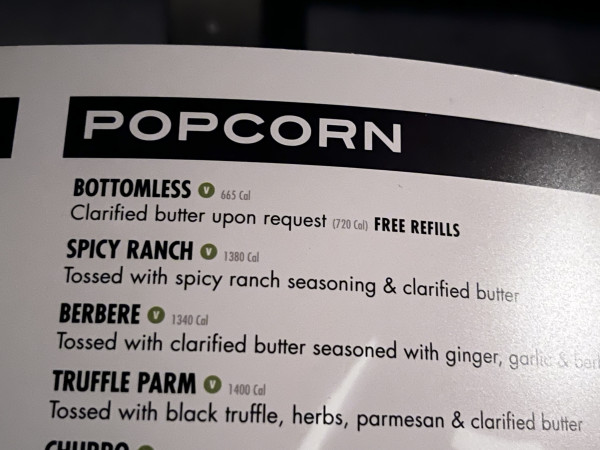 POPCORN
BOTTOMLESS V 665 Cal
Clarified butter upon request (720 Cal) FREE REFILLS
SPICY RANCH V 1380 Cal
Tossed with spicy ranch seasoning & clarified butter
BERBERE V 1340 Cal
Tossed with clarified butter seasoned with ginger, garlic &
TRUFFLE PARM V 1400 Cal
Tossed with black truffle, herbs, parmesan & clarified butter
CHURRO